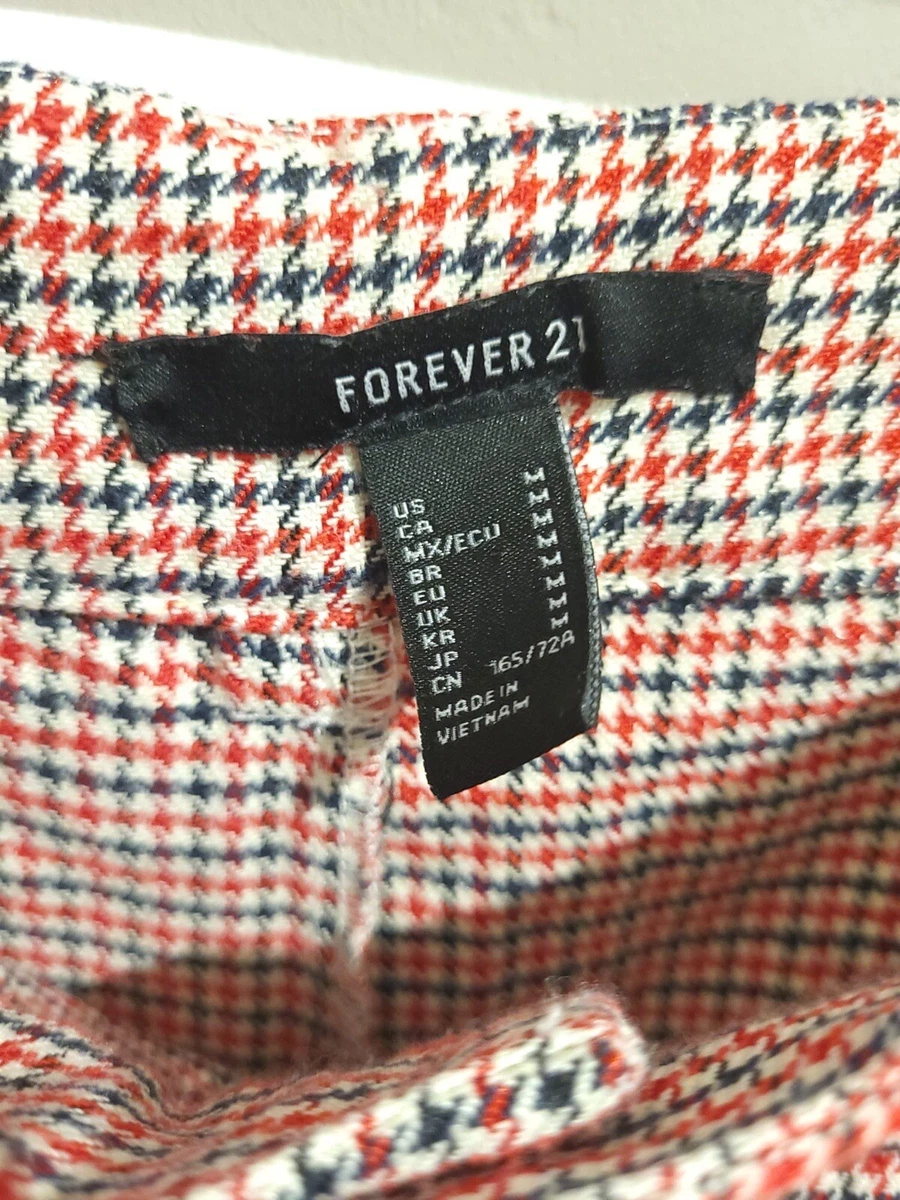 FOREVER 21
US M
CA M
MX/ECU M
BR M
EU M
UK M
KR M
JP M
CN 165/72A
MADE IN
VIETNAM